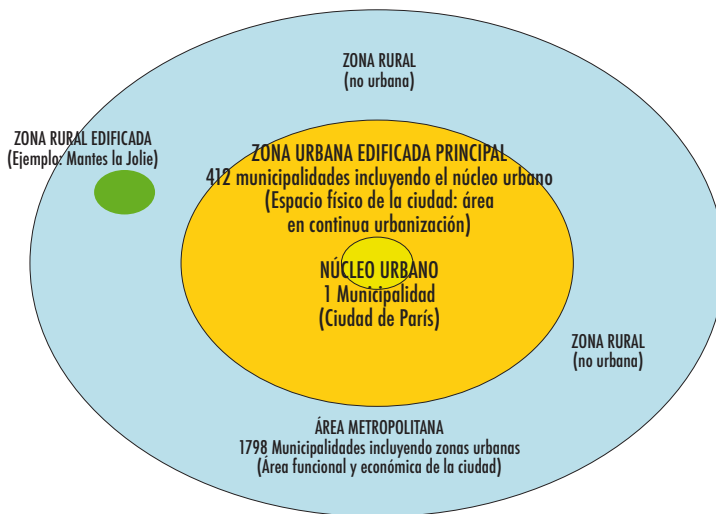 ZONA RURAL
(no urbana)
ZONA RURAL EDIFICADA
(Ejemplo: Mantes la Jolie)
ZONA URBANA EDIFICADA PRINCIPAL
412 municipalidades incluyendo el núcleo urbano
(Espacio físico de la ciudad: área
en continua urbanización)
NÚCLEO URBANO
1 Municipalidad
(Ciudad de París)
ZONA RURAL
(no urbana)
ÁREA METROPOLITANA
1798 Municipalidades incluyendo zonas urbanas
(Área funcional y económica de la ciudad)